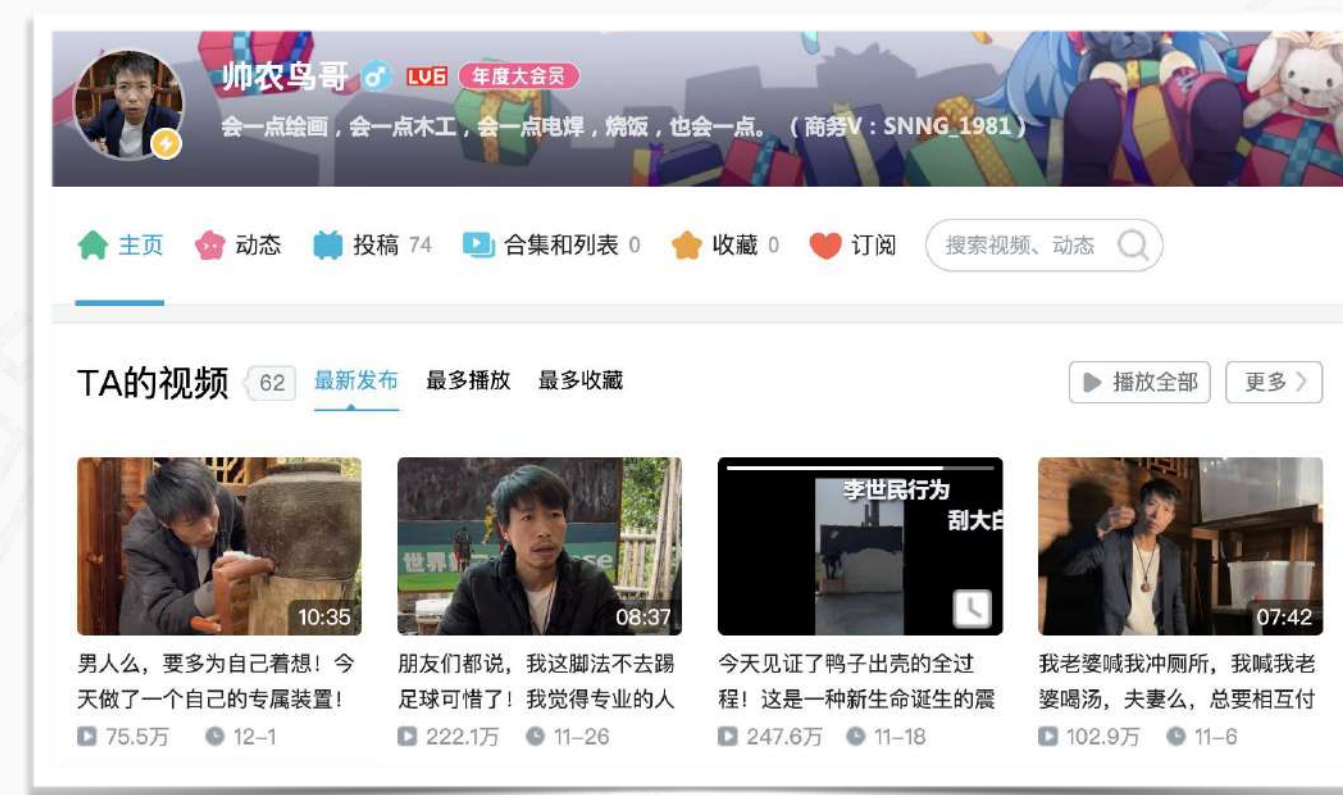 帅农鸟哥 LV6 年度大会员
会一点绘画，会一点木工，会一点电焊，烧饭，也会一点。（商务V：SNNG_1981）
主页 动态 投稿 74 合集和列表 0 收藏 0 订阅 搜索视频、动态
TA的视频 62 最新发布 最多播放 最多收藏 播放全部 更多
李世民行为
刮大白
世界
se
10:35 08:37 07:42
男人么，要多为自己着想！今 朋友们都说，我这脚法不去踢 今天见证了鸭子出壳的全过 我老婆喊我冲厕所，我喊我老
天做了一个自己的专属装置！ 足球可惜了！我觉得专业的人 程！这是一种新生命诞生的震 婆喝汤，夫妻么，总要相互付
75.5万 12-1 222.1万 11-26 247.6万 11-18 102.9万 11-6